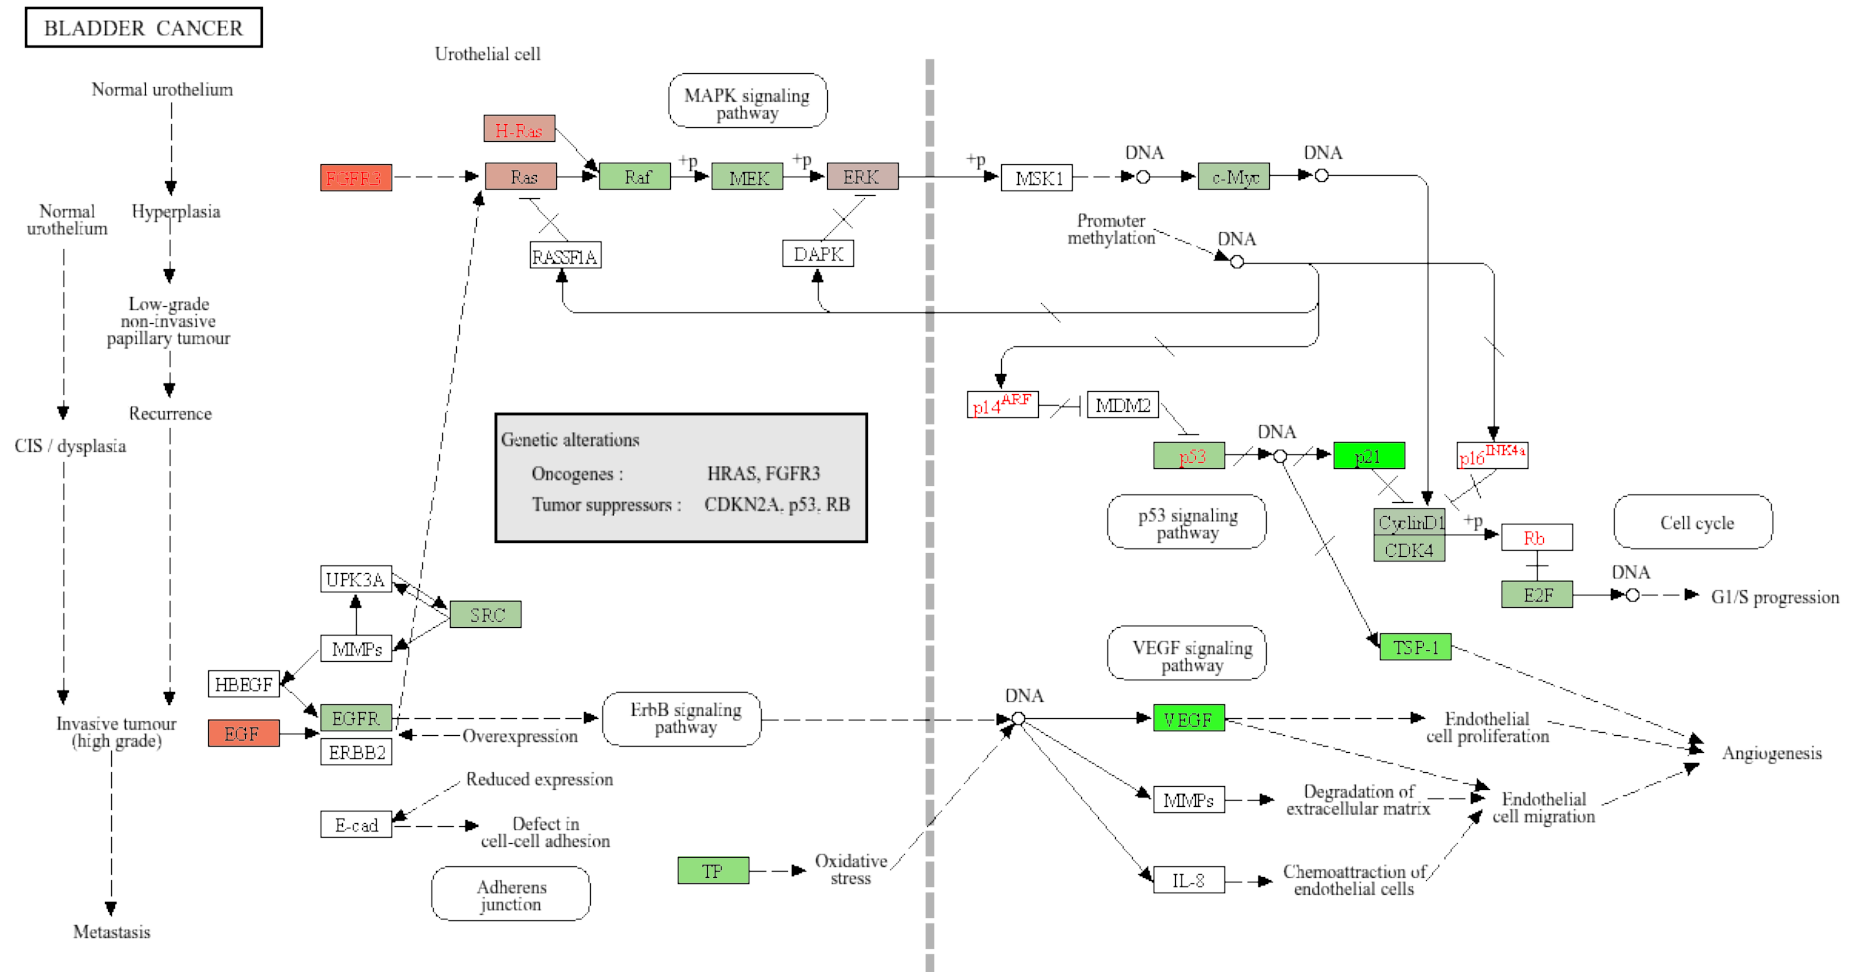 BLADDER CANCER
Urothelial cell
Normal urothelium
MAPK signaling
pathway
H-Ras
FGFR3
Ras
Raf
+p
MEK
+p
ERK
+p
MSK1
DNA
c-Myc
DNA
Normal
urothelium
Hyperplasia
Promoter
methylation
DNA
RASSF1A
DAPK
Low-grade
non-invasive
papillary tumour
Recurrence
CIS / dysplasia
p14ARF
MDM2
p53
DNA
p21
p16INK4a
Genetic alterations
Oncogenes : HRAS, FGFR3
Tumor suppressors : CDKN2A, p53, RB
p53 signaling
pathway
CyclinD1
CDK4
+p
Rb
Cell cycle
E2F
DNA
G1/S progression
UPK3A
SRC
MMPs
HBEGF
TSP-1
VEGF signaling
pathway
Invasive tumour
(high grade)
EGF
EGFR
ERBB2
Overexpression
ErbB signaling
pathway
DNA
VEGF
Endothelial
cell proliferation
Angiogenesis
Reduced expression
E-cad
Defect in
cell-cell adhesion
MMPs
Degradation of
extracellular matrix
Endothelial
cell migration
TP
Oxidative
stress
IL-8
Chemoattraction of
endothelial cells
Adherens
junction
Metastasis